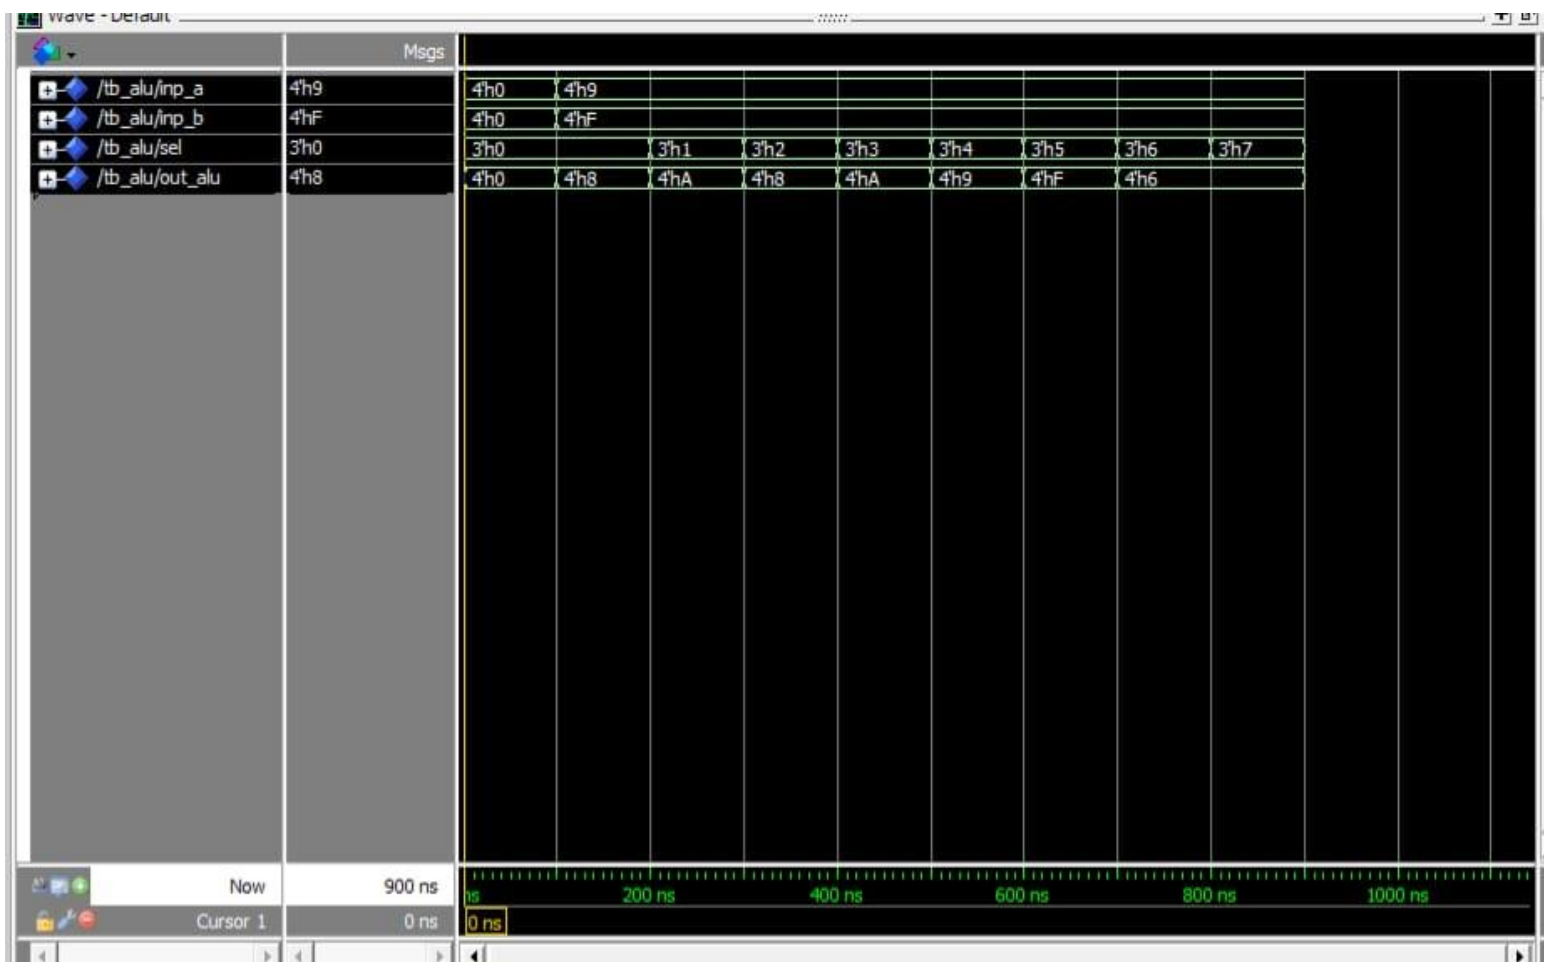 Wave - Default
Msgs
/tb_alu/inp_a 4'h9 4'h0 4'h9
/tb_alu/inp_b 4'hF 4'h0 4'hF
/tb_alu/sel 3'h0 3'h0 3'h1 3'h2 3'h3 3'h4 3'h5 3'h6 3'h7
/tb_alu/out_alu 4'h8 4'h0 4'h8 4'hA 4'h8 4'hA 4'h9 4'hF 4'h6
Now 900 ns ns 200 ns 400 ns 600 ns 800 ns 1000 ns
Cursor 1 0 ns 0 ns